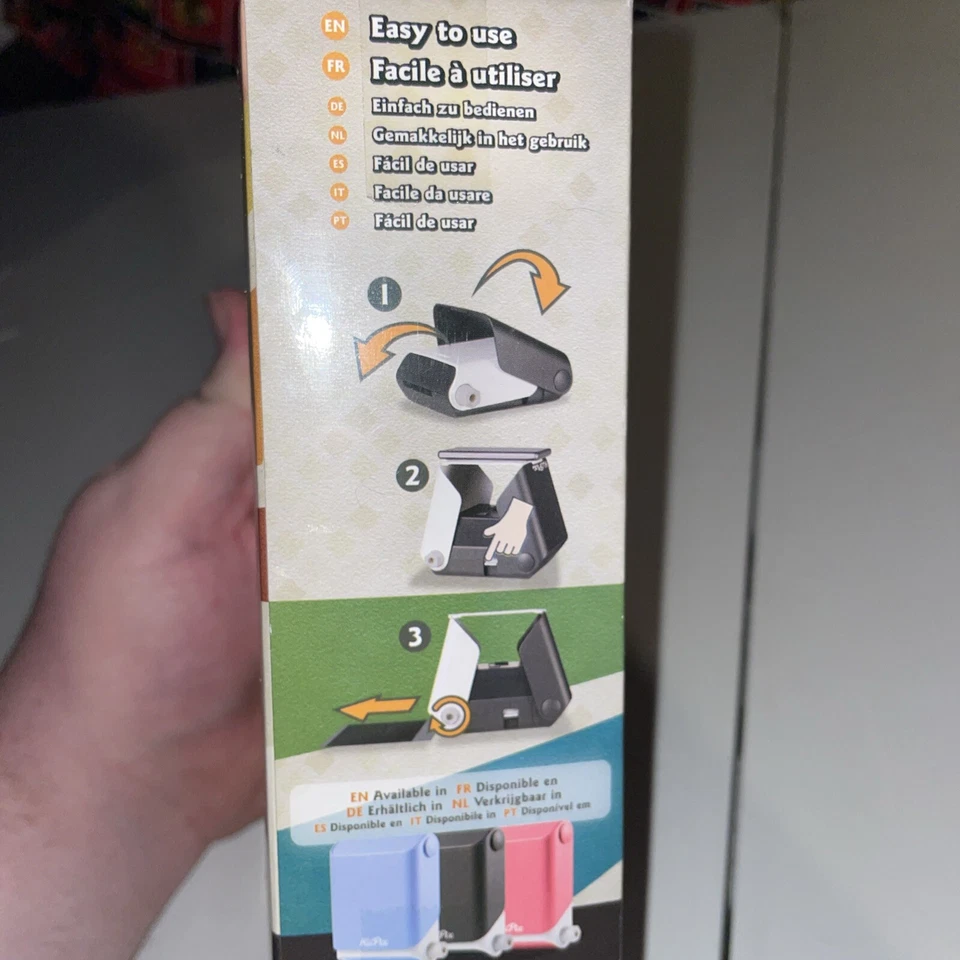 EN Easy to use
FR Facile à utiliser
DE Einfach zu bedienen
NL Gemakkelijk in het gebruik
ES Fácil de usar
IT Facile da usare
PT Fácil de usar
1
2
3
EN Available in FR Disponible en
DE Erhältlich in NL Verkrijgbaar in
ES Disponible en IT Disponibile in PT Disponível em